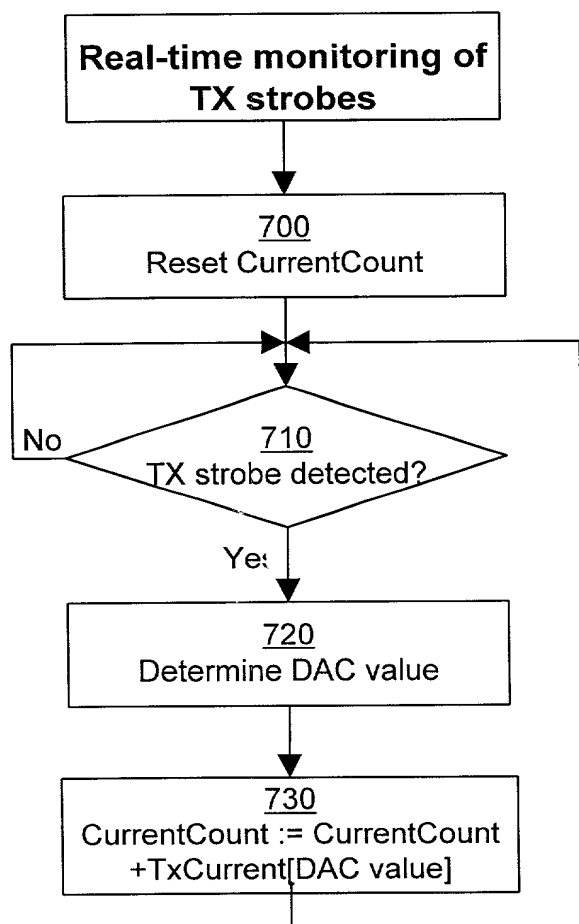 Real-time monitoring of
TX strobes
700
Reset CurrentCount
No
710
TX strobe detected?
Yes
720
Determine DAC value
730
CurrentCount := CurrentCount
+TxCurrent[DAC value]